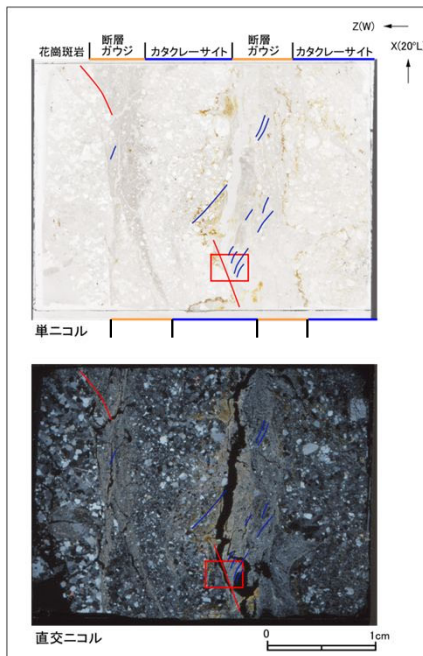 Z(W)
X(20°L)
花崗斑岩
断層
ガウジ
カタクレーサイト
断層
ガウジ
カタクレーサイト
単ニコル
直交ニコル
0
1cm